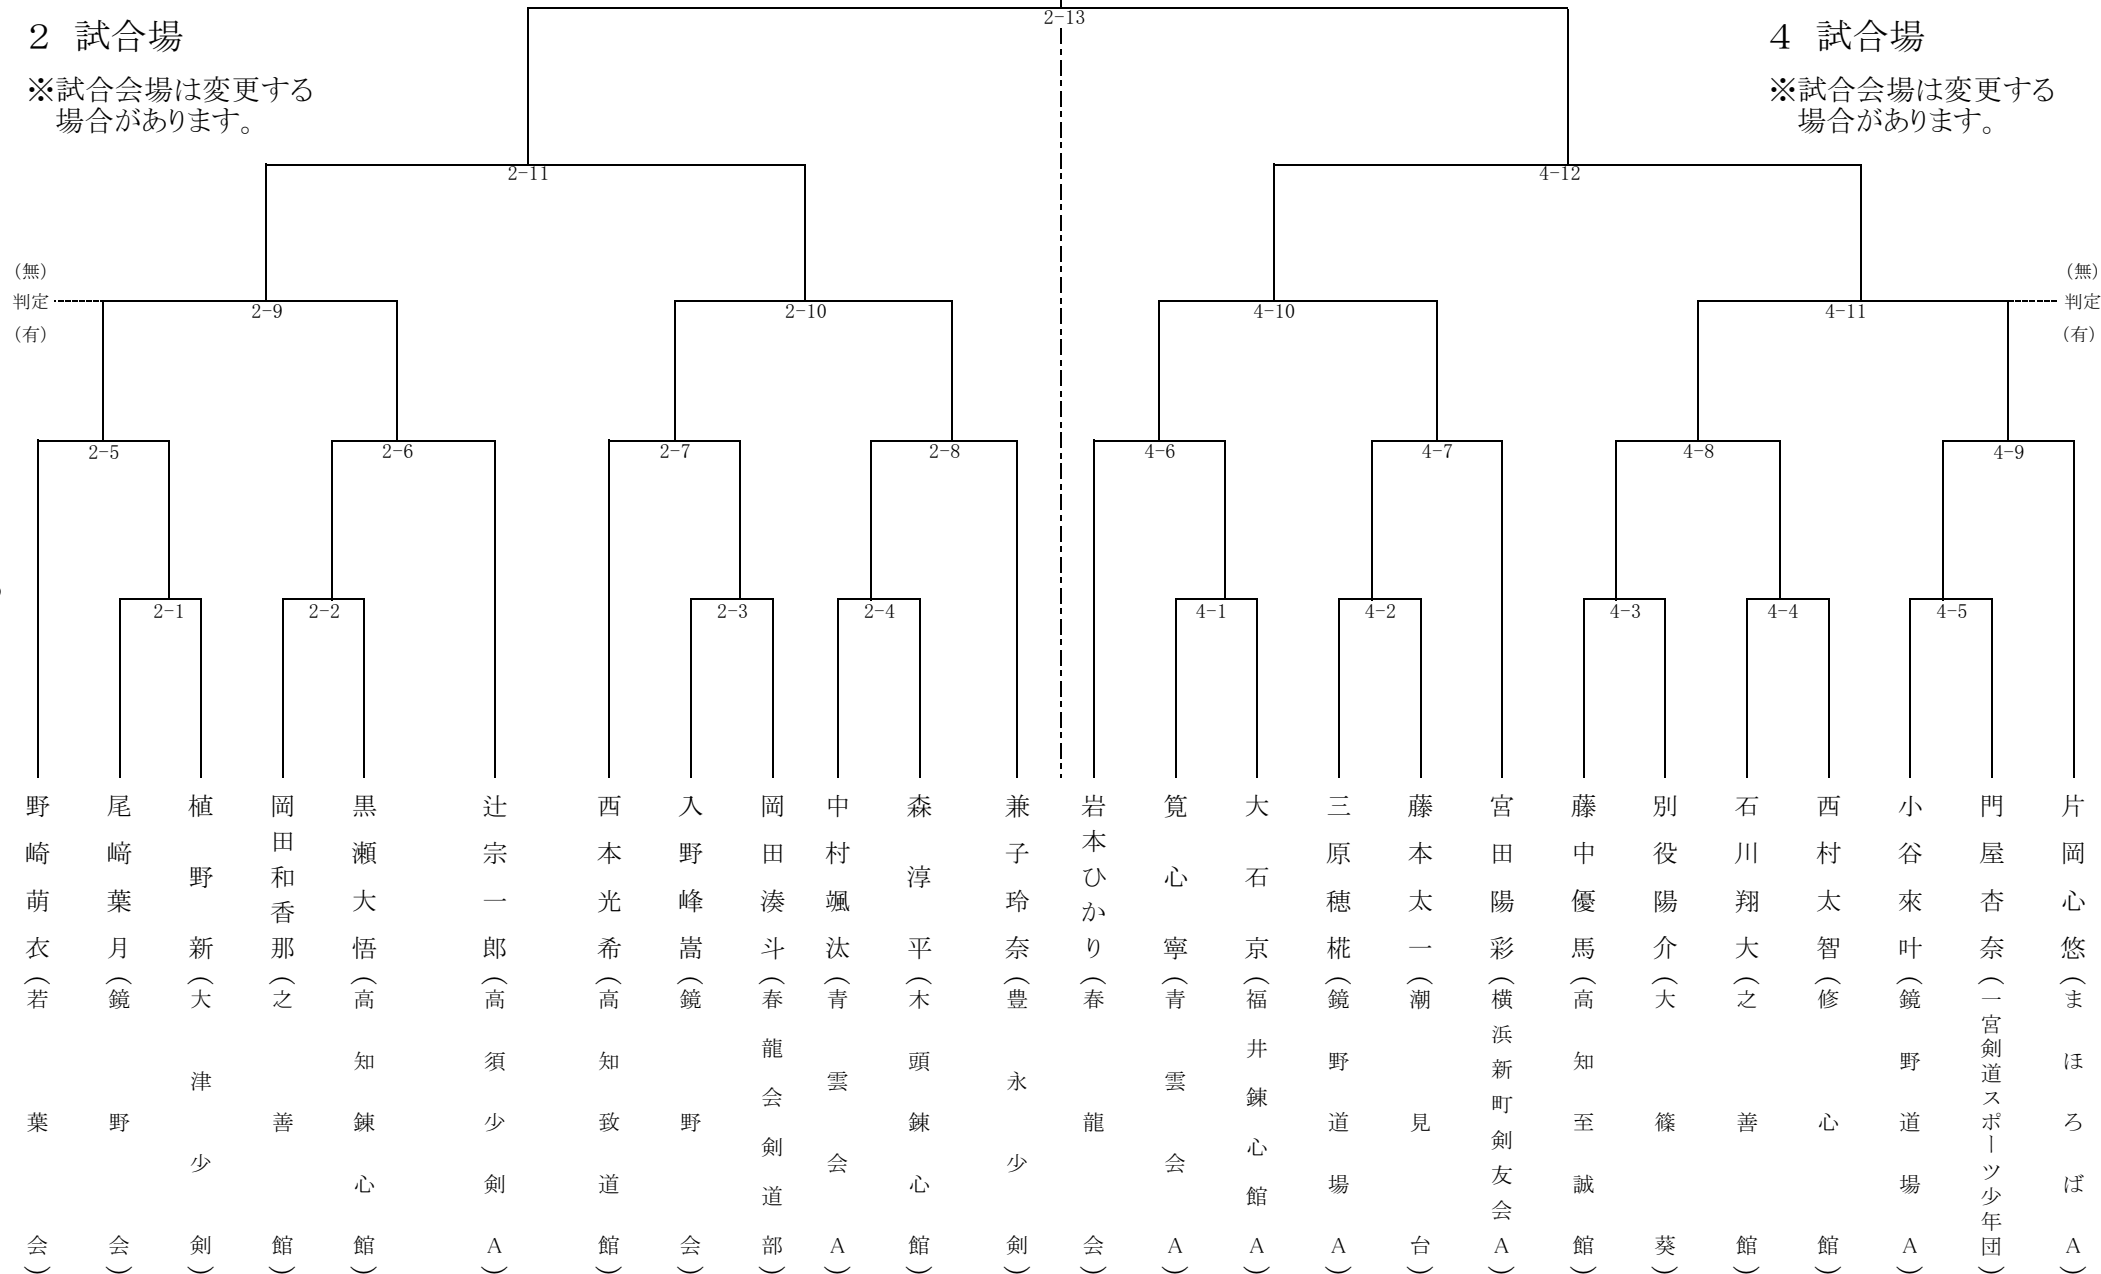 2-13
2 試合場
※試合会場は変更する
場合があります。
4 試合場
※試合会場は変更する
場合があります。
2-11
4-12
(無)
判定
(有)
2-9
2-10
4-10
4-11
(無)
判定
(有)
2-5
2-6
2-7
2-8
4-6
4-7
4-8
4-9
2-1
2-2
2-3
2-4
4-1
4-2
4-3
4-4
4-5
野崎萌衣(若葉会)
尾﨑葉月(鏡野会)
植野新(大津少剣)
岡田和香那(之善館)
黒瀬大悟(高知錬心館)
辻宗一郎(高須少剣A)
西本光希(高知致道館)
入野峰嵩(鏡野会)
岡田湊斗(春龍会剣道部)
中村颯汰(青雲会A)
森淳平(木頭錬心館)
兼子玲奈(豊永少剣)
岩本ひかり(春龍会)
筧心寧(青雲会A)
大石京(福井錬心館A)
三原穂椛(鏡野道場A)
藤本太一(潮見台)
宮田陽彩(横浜新町剣友会A)
藤中優馬(高知至誠館)
別役陽介(大篠葵)
石川翔大(之善館)
西村太智(修心館)
小谷來叶(鏡野道場A)
門屋杏奈(一宮剣道スポーツ少年団)
片岡心悠(まほろばA)